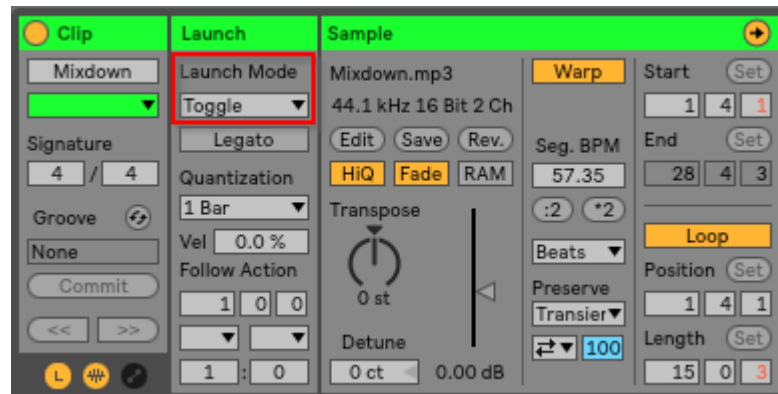 Clip
Mixdown
Signature
4 / 4
Groove
None
Commit
<< >>
L
Launch
Launch Mode
Toggle
Legato
Quantization
1 Bar
Vel 0.0 %
Follow Action
1 0 0
1 : 0
Sample
Mixdown.mp3
44.1 kHz 16 Bit 2 Ch
Edit Save Rev.
HiQ Fade RAM
Transpose
0 st
Detune
0 ct 0.00 dB
Warp
Seg. BPM
57.35
:2 *2
Beats
Preserve
Transier
100
Start Set
1 4 1
End Set
28 4 3
Loop
Position Set
1 4 1
Length Set
15 0 3